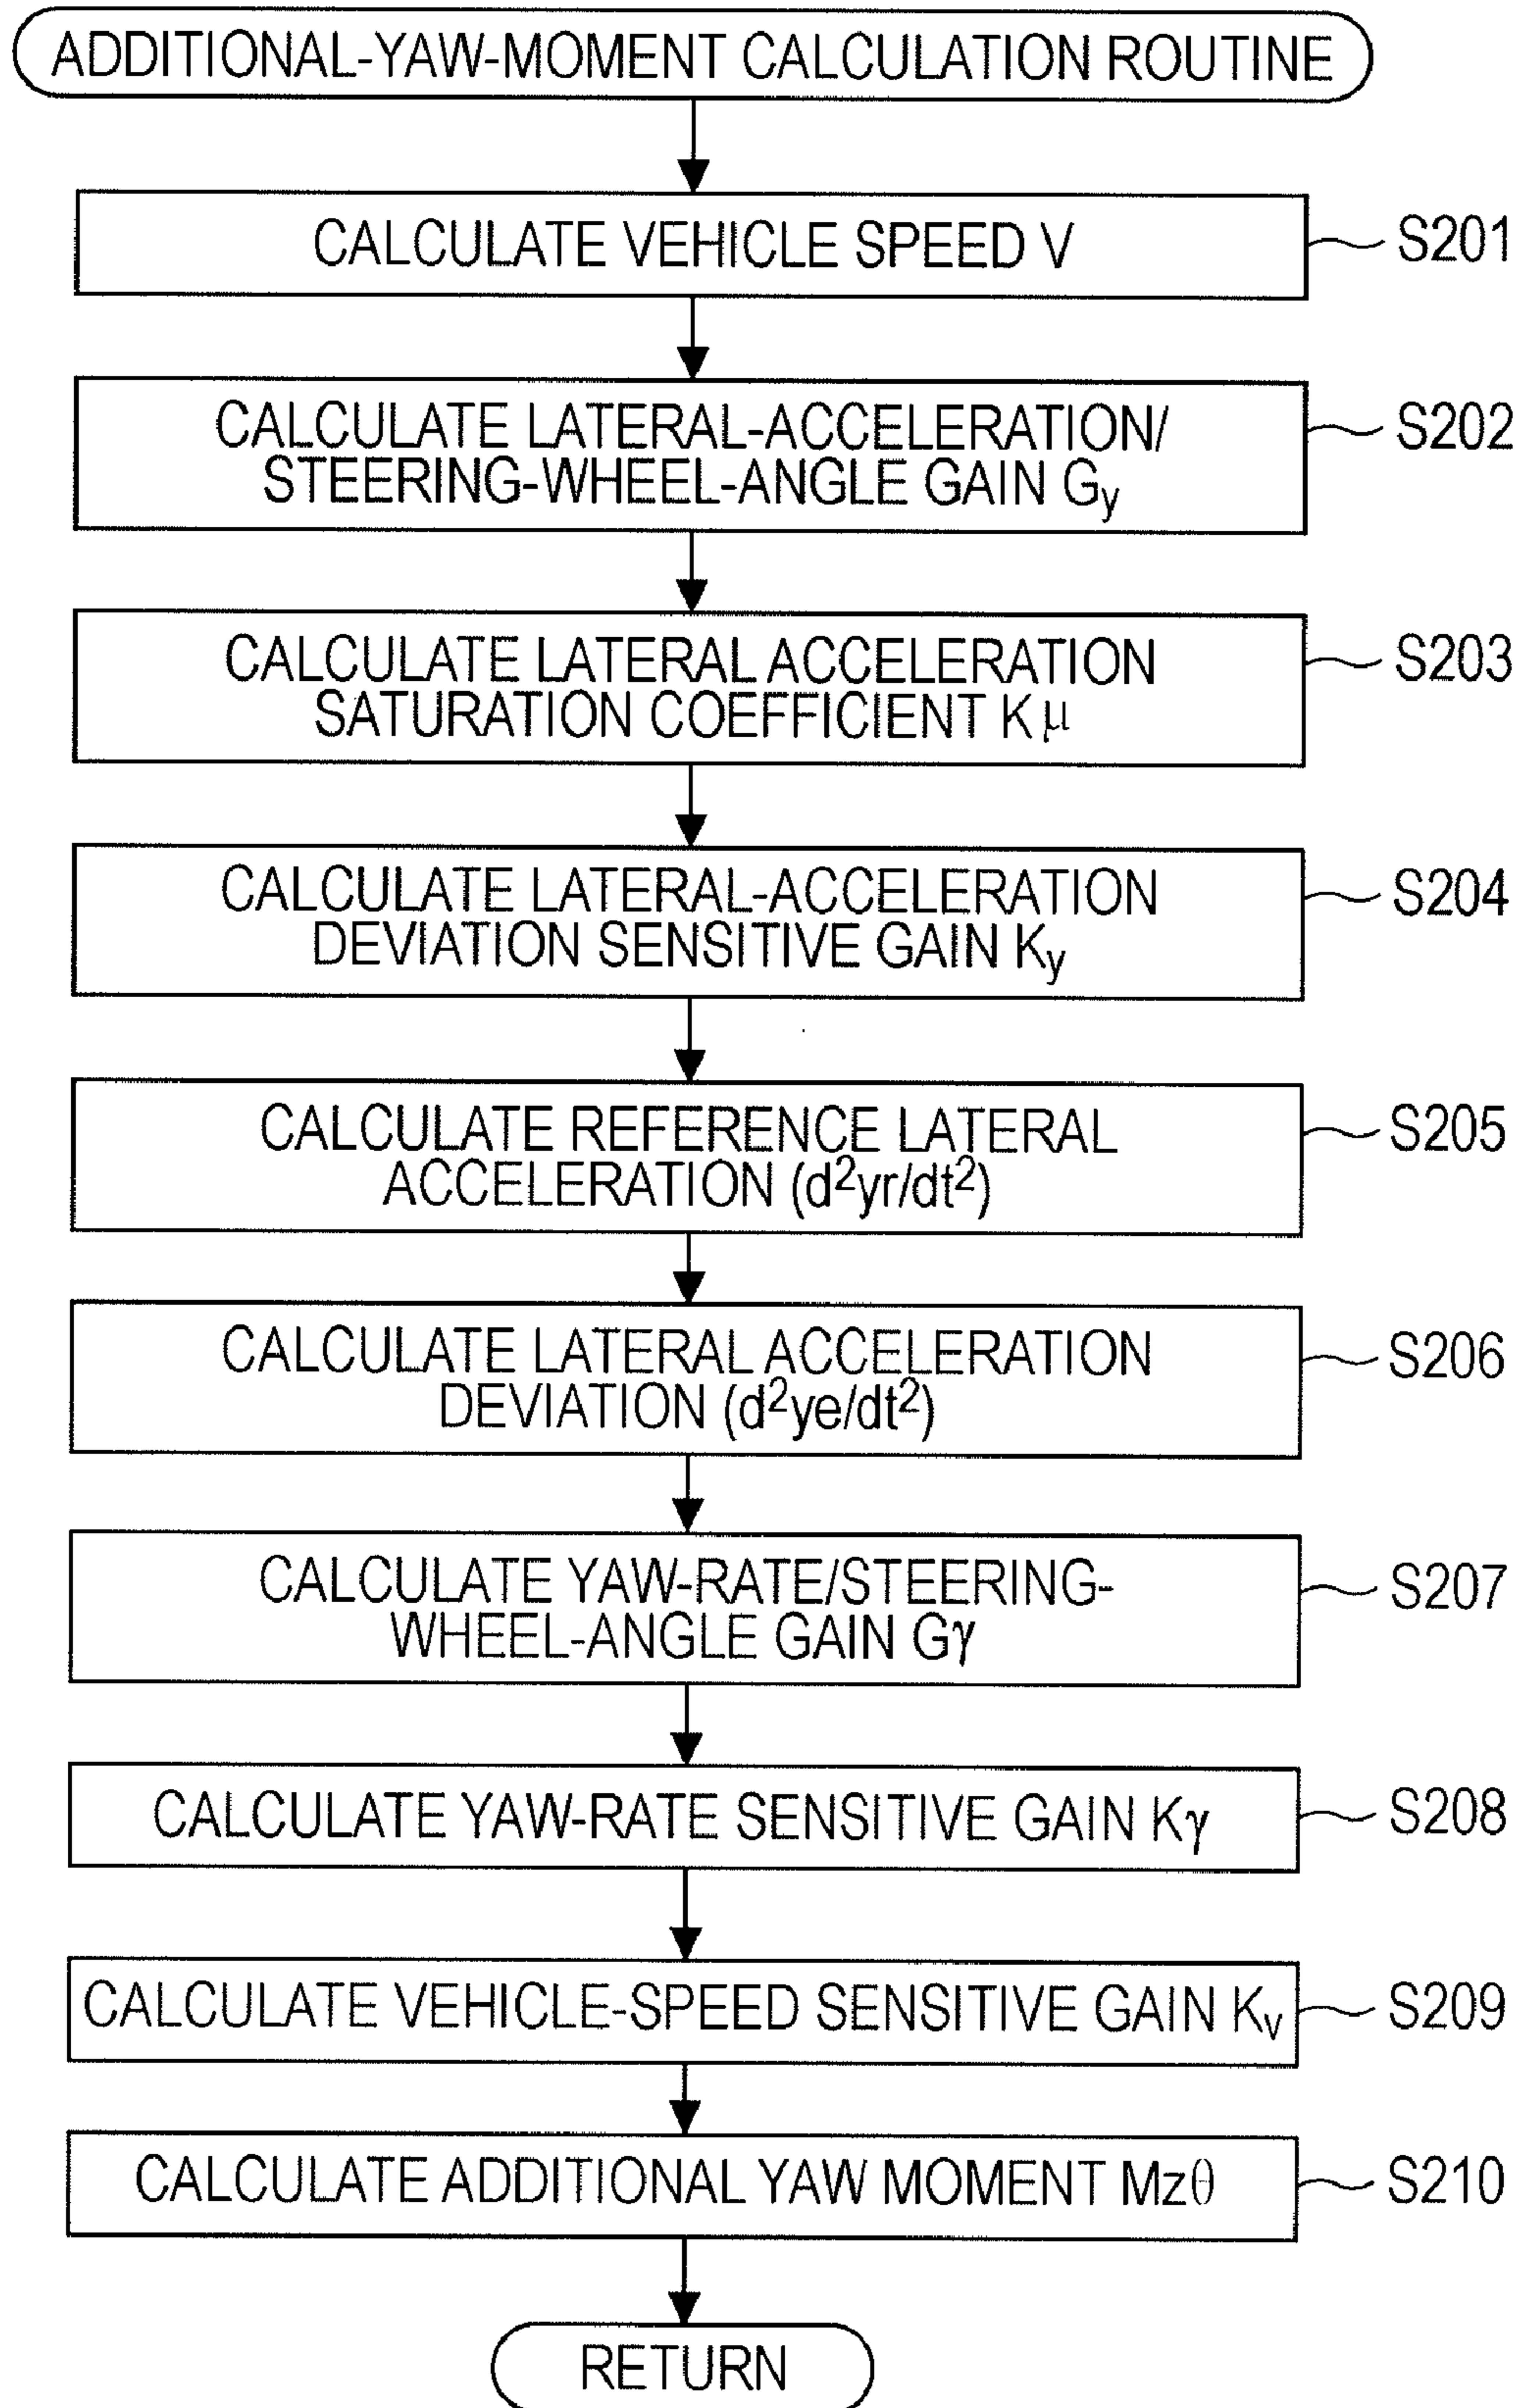 ADDITIONAL-YAW-MOMENT CALCULATION ROUTINE
CALCULATE VEHICLE SPEED V
S201
CALCULATE LATERAL-ACCELERATION/
STEERING-WHEEL-ANGLE GAIN Gy
S202
CALCULATE LATERAL ACCELERATION
SATURATION COEFFICIENT Kμ
S203
CALCULATE LATERAL-ACCELERATION
DEVIATION SENSITIVE GAIN Ky
S204
CALCULATE REFERENCE LATERAL
ACCELERATION (d²yr/dt²)
S205
CALCULATE LATERAL ACCELERATION
DEVIATION (d²ye/dt²)
S206
CALCULATE YAW-RATE/STEERING-
WHEEL-ANGLE GAIN Gγ
S207
CALCULATE YAW-RATE SENSITIVE GAIN Kγ
S208
CALCULATE VEHICLE-SPEED SENSITIVE GAIN Kv
S209
CALCULATE ADDITIONAL YAW MOMENT Mzθ
S210
RETURN